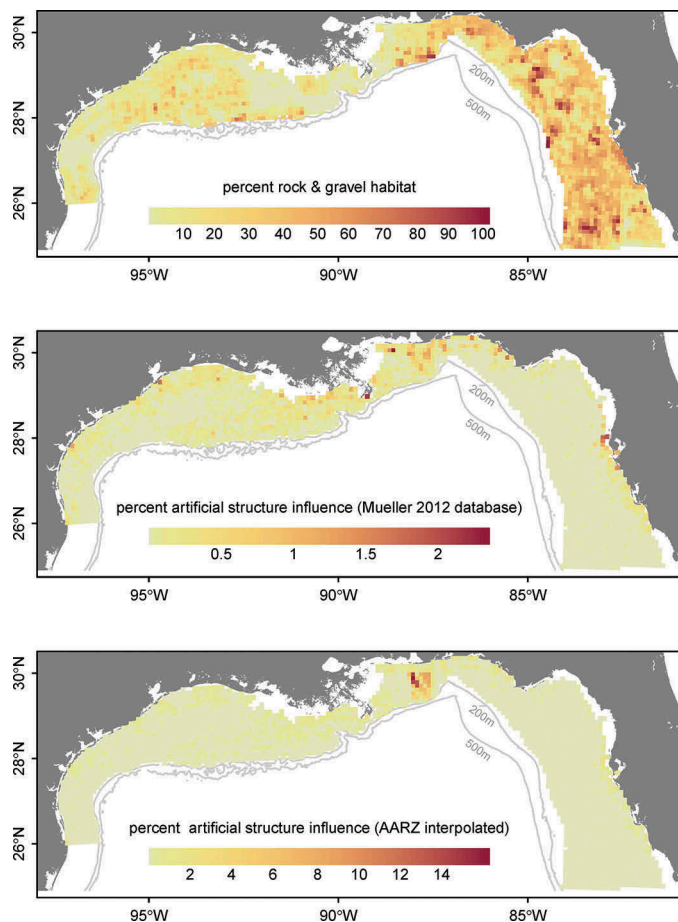 30°N
28°N
26°N
200m
500m
percent rock & gravel habitat
10 20 30 40 50 60 70 80 90 100
95°W 90°W 85°W
30°N
28°N
26°N
200m
500m
percent artificial structure influence (Mueller 2012 database)
0.5 1 1.5 2
95°W 90°W 85°W
30°N
28°N
26°N
200m
500m
percent artificial structure influence (AARZ interpolated)
2 4 6 8 10 12 14
95°W 90°W 85°W